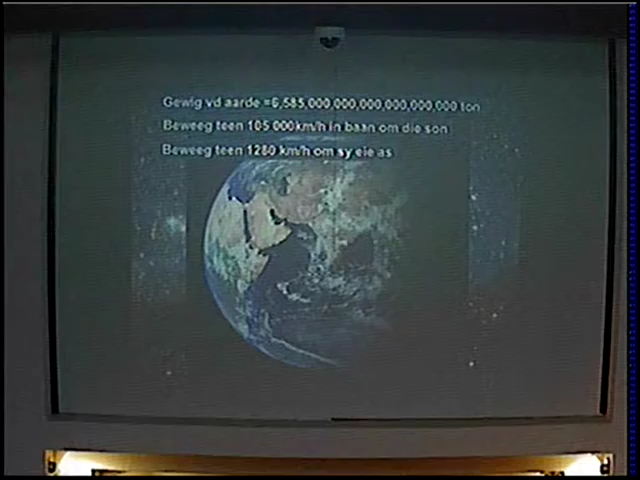 Gewig vd aarde =6,585,000,000,000,000,000,000 ton
Beweeg teen 105 000km/h in baan om die son
Beweeg teen 1280 km/h om sy eie as